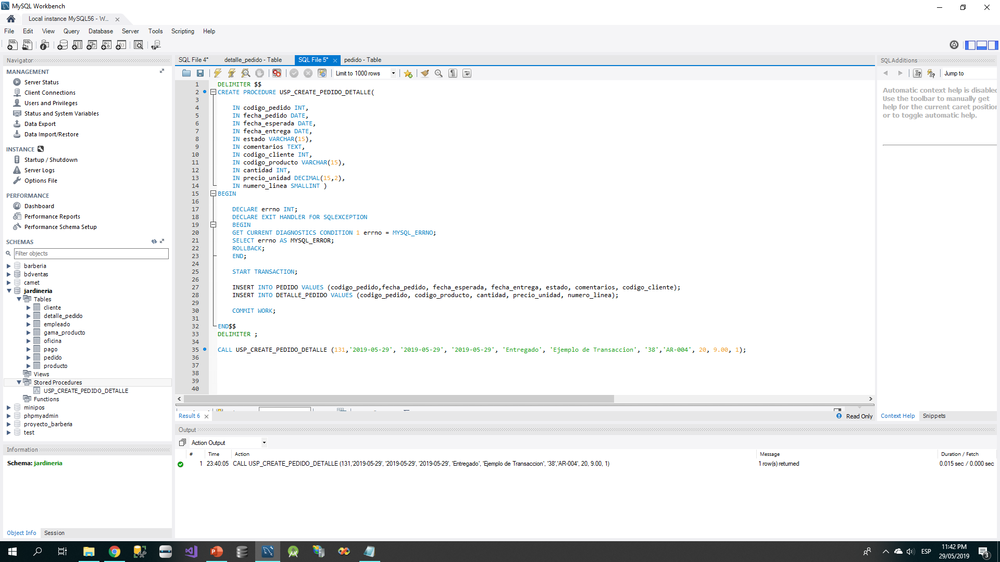 MySQL Workbench
Local instance MySQL56 - W...
File Edit View Query Database Server Tools Scripting Help
Navigator
MANAGEMENT
Server Status
Client Connections
Users and Privileges
Status and System Variables
Data Export
Data Import/Restore
INSTANCE
Startup / Shutdown
Server Logs
Options File
PERFORMANCE
Dashboard
Performance Reports
Performance Schema Setup
SCHEMAS
Filter objects
barberia
bdventas
camet
jardineria
Tables
cliente
detalle_pedido
empleado
gama_producto
oficina
pago
pedido
producto
Views
Stored Procedures
USP_CREATE_PEDIDO_DETALLE
Functions
minipos
phpmyadmin
proyecto_barberia
test
Information
Schema: jardineria
Object Info Session
SQL File 4* detalle_pedido - Table SQL File 5* pedido - Table
Limit to 1000 rows
1 DELIMITER $$
2 CREATE PROCEDURE USP_CREATE_PEDIDO_DETALLE(
3
4 IN codigo_pedido INT,
5 IN fecha_pedido DATE,
6 IN fecha_esperada DATE,
7 IN fecha_entrega DATE,
8 IN estado VARCHAR(15),
9 IN comentarios TEXT,
10 IN codigo_cliente INT,
11 IN codigo_producto VARCHAR(15),
12 IN cantidad INT,
13 IN precio_unidad DECIMAL(15,2),
14 IN numero_linea SMALLINT )
15 BEGIN
16
17 DECLARE errno INT;
18 DECLARE EXIT HANDLER FOR SQLEXCEPTION
19 BEGIN
20 GET CURRENT DIAGNOSTICS CONDITION 1 errno = MYSQL_ERRNO;
21 SELECT errno AS MYSQL_ERROR;
22 ROLLBACK;
23 END;
24
25 START TRANSACTION;
26
27 INSERT INTO PEDIDO VALUES (codigo_pedido,fecha_pedido, fecha_esperada, fecha_entrega, estado, comentarios, codigo_cliente);
28 INSERT INTO DETALLE_PEDIDO VALUES (codigo_pedido, codigo_producto, cantidad, precio_unidad, numero_linea);
29
30 COMMIT WORK;
31
32 END$$
33 DELIMITER ;
34
35 CALL USP_CREATE_PEDIDO_DETALLE (131,'2019-05-29', '2019-05-29', '2019-05-29', 'Entregado', 'Ejemplo de Transaccion', '38','AR-004', 20, 9.00, 1);
36
37
38
39
40
Result 6
Read Only
Output
Action Output
# Time Action Message Duration / Fetch
1 23:40:05 CALL USP_CREATE_PEDIDO_DETALLE (131,'2019-05-29', '2019-05-29', '2019-05-29', 'Entregado', 'Ejemplo de Transaccion', '38','AR-004', 20, 9.00, 1) 1 row(s) returned 0.015 sec / 0.000 sec
SQLAdditions
Jump to
Automatic context help is disabled
Use the toolbar to manually get
help for the current caret position
or to toggle automatic help.
Context Help Snippets
ESP
11:42 PM
29/05/2019
3